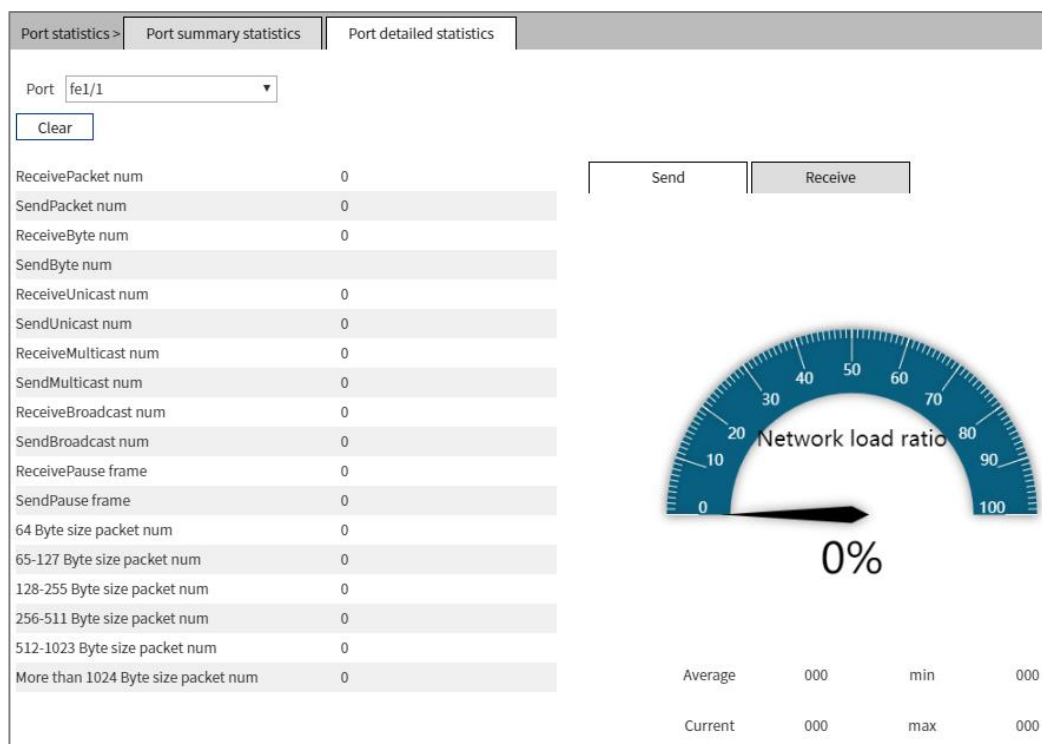 Port statistics > Port summary statistics Port detailed statistics
Port fe1/1
Clear
ReceivePacket num 0
SendPacket num 0
ReceiveByte num 0
SendByte num
ReceiveUnicast num 0
SendUnicast num 0
ReceiveMulticast num 0
SendMulticast num 0
ReceiveBroadcast num 0
SendBroadcast num 0
ReceivePause frame 0
SendPause frame 0
64 Byte size packet num 0
65-127 Byte size packet num 0
128-255 Byte size packet num 0
256-511 Byte size packet num 0
512-1023 Byte size packet num 0
More than 1024 Byte size packet num 0
Send Receive
0 10 20 30 40 50 60 70 80 90 100
Network load ratio
0%
Average 000 min 000
Current 000 max 000